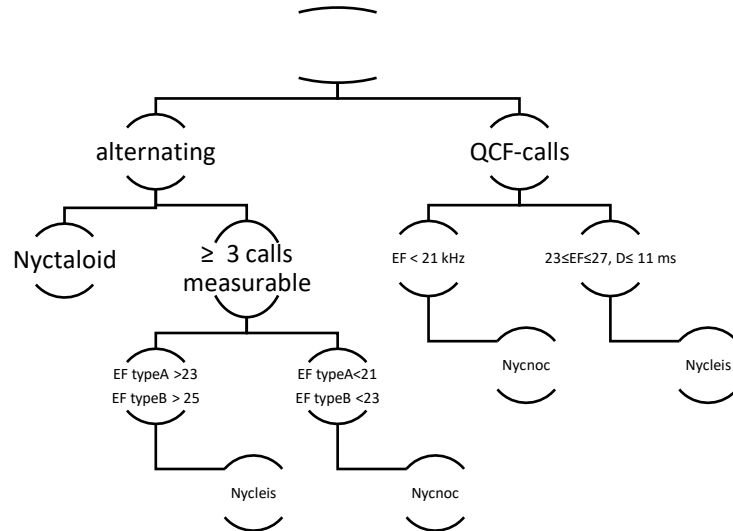 alternating
QCF-calls
Nyctaloid
≥ 3 calls
measurable
EF < 21 kHz
23≤EF≤27, D≤ 11 ms
EF typeA >23
EF typeB > 25
EF typeA<21
EF typeB <23
Nycnoc
Nycleis
Nycleis
Nycnoc